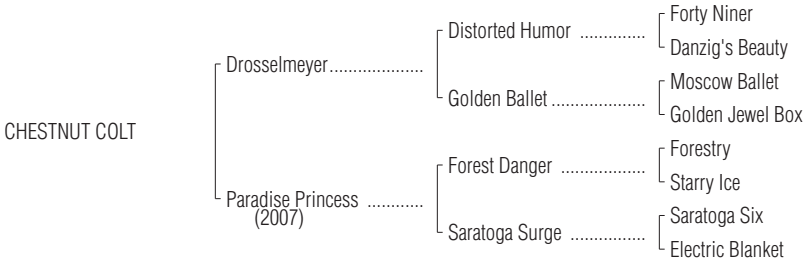 Forty Niner
Distorted Humor ..............
Danzig's Beauty
Drosselmeyer.....................
Moscow Ballet
Golden Ballet ....................
Golden Jewel Box
CHESTNUT COLT
Forestry
Forest Danger ..................
Starry Ice
Paradise Princess ............
(2007)
Saratoga Six
Saratoga Surge ................
Electric Blanket